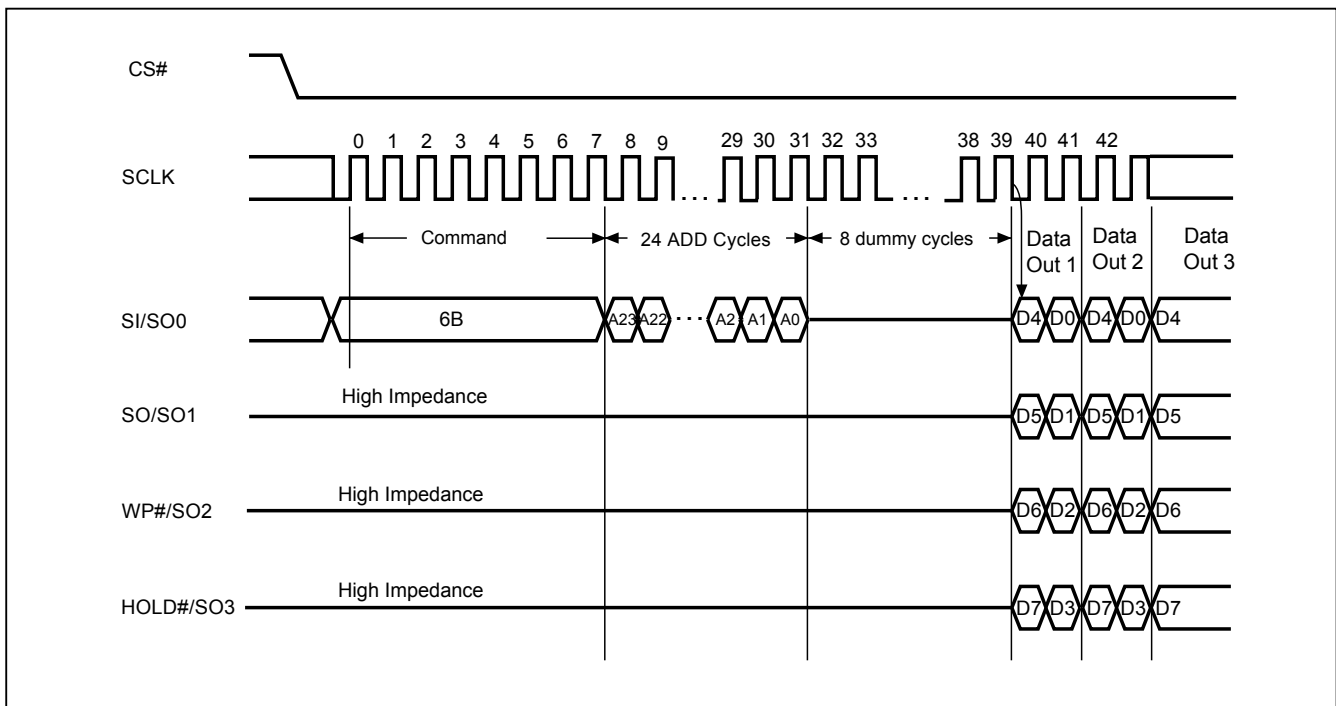 CS#
0 1 2 3 4 5 6 7 8 9 29 30 31 32 33 38 39 40 41 42
SCLK
Command 24 ADD Cycles 8 dummy cycles Data Out 1 Data Out 2 Data Out 3
SI/SO0 6B A23 A22 A2 A1 A0 D4 D0 D4 D0 D4
High Impedance
SO/SO1 D5 D1 D5 D1 D5
High Impedance
WP#/SO2 D6 D2 D6 D2 D6
High Impedance
HOLD#/SO3 D7 D3 D7 D3 D7